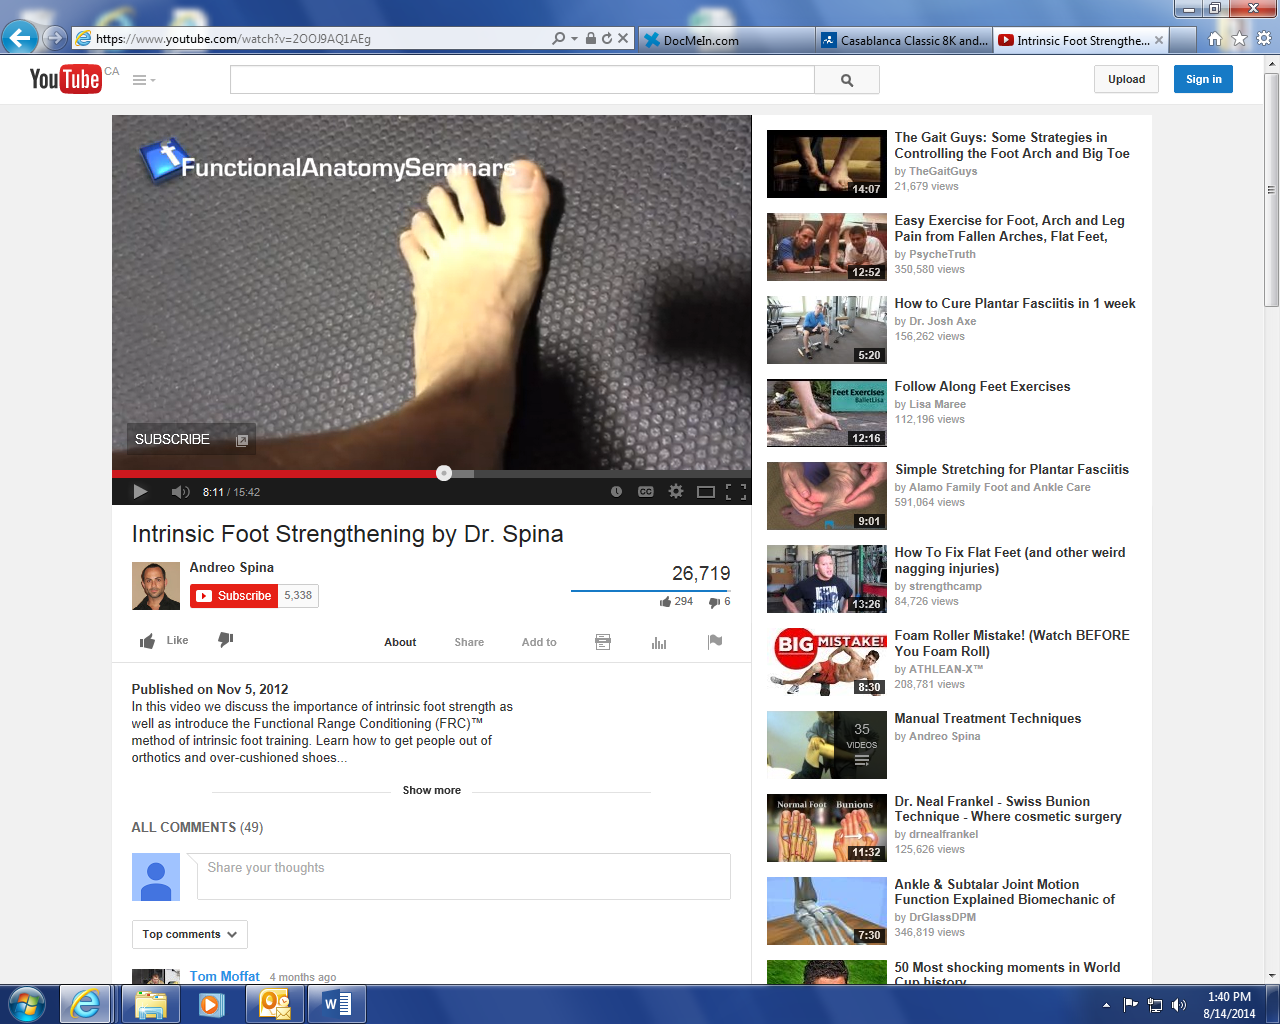 https://www.youtube.com/watch?v=2OOJ9AQ1AEg
DocMeIn.com
Casablanca Classic 8K and...
Intrinsic Foot Strengthe...
YouTube CA
Upload
Sign in
FunctionalAnatomySeminars
SUBSCRIBE
8:11 / 15:42
CC
Intrinsic Foot Strengthening by Dr. Spina
Andreo Spina
Subscribe 5,338
26,719
294 6
Like
About
Share
Add to
Published on Nov 5, 2012
In this video we discuss the importance of intrinsic foot strength as
well as introduce the Functional Range Conditioning (FRC)™
method of intrinsic foot training. Learn how to get people out of
orthotics and over-cushioned shoes...
Show more
ALL COMMENTS (49)
Share your thoughts
Top comments
Tom Moffat 4 months ago
14:07
The Gait Guys: Some Strategies in
Controlling the Foot Arch and Big Toe
by TheGaitGuys
21,679 views
12:52
Easy Exercise for Foot, Arch and Leg
Pain from Fallen Arches, Flat Feet,
by PsycheTruth
350,580 views
5:20
How to Cure Plantar Fasciitis in 1 week
by Dr. Josh Axe
156,262 views
Feet Exercises
BalletLisa
12:16
Follow Along Feet Exercises
by Lisa Maree
112,196 views
9:01
Simple Stretching for Plantar Fasciitis
by Alamo Family Foot and Ankle Care
591,064 views
13:26
How To Fix Flat Feet (and other weird
nagging injuries)
by strengthcamp
84,726 views
BIG MISTAKE!
8:30
Foam Roller Mistake! (Watch BEFORE
You Foam Roll)
by ATHLEAN-X™
208,781 views
35
VIDEOS
Manual Treatment Techniques
by Andreo Spina
Normal Foot Bunions
11:32
Dr. Neal Frankel - Swiss Bunion
Technique - Where cosmetic surgery
by drnealfrankel
125,626 views
7:30
Ankle & Subtalar Joint Motion
Function Explained Biomechanic of
by DrGlassDPM
346,819 views
50 Most shocking moments in World
Cup history
1:40 PM
8/14/2014